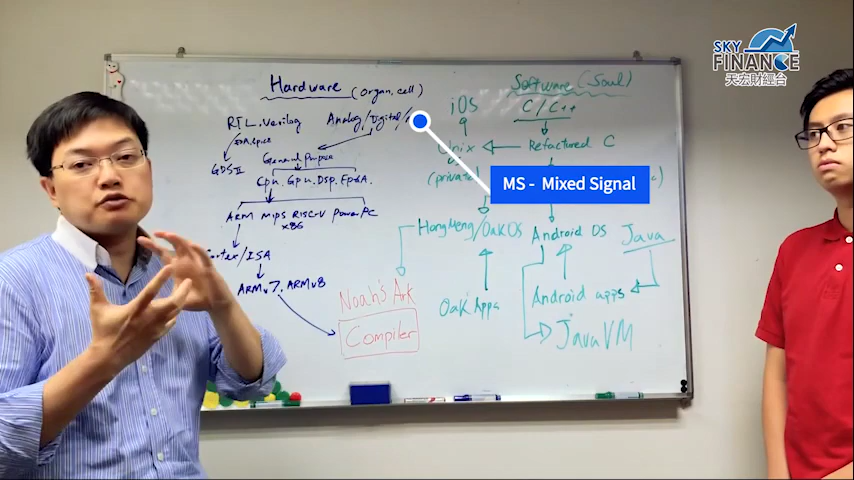 SKY
FINANCE
天宏財經台
Hardware (organ.cell)
RTL.Verilog
Analog/Digital/
GDSII
General Purpose
Cpu. Gpu. Dsp. FpGA.
ARM MIPS RISC-V PowerPC
X86
/ISA
ARMv7. ARMv8
Software (Soul)
C/C++
iOS
Unix
Refactured C
(private
MS - Mixed Signal
HongMeng/OakOS
Android OS
Java
Noah's Ark
Compiler
Oak Apps
Android apps
JavaVM